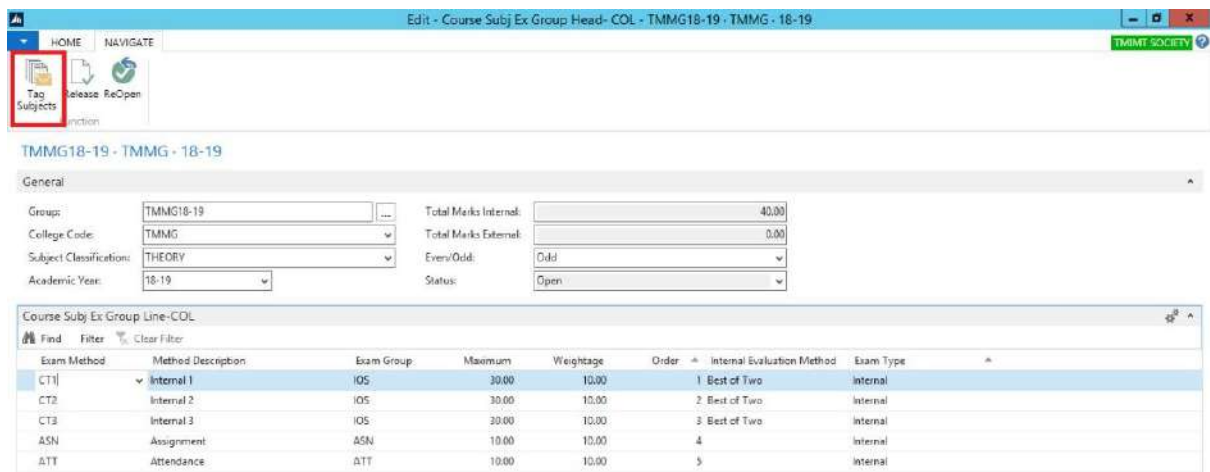 Edit - Course Subj Ex Group Head- COL - TMMG18-19 - TMMG - 18-19
HOME NAVIGATE TMIMT SOCIETY
Tag Subjects Release ReOpen
Function
TMMG18-19 - TMMG - 18-19
General
Group: TMMG18-19 ... Total Marks Internal: 40.00
College Code: TMMG Total Marks External: 0.00
Subject Classification: THEORY Even/Odd: Odd
Academic Year: 18-19 Status: Open
Course Subj Ex Group Line-COL
Find Filter Clear Filter
Exam Method Method Description Exam Group Maximum Weightage Order Internal Evaluation Method Exam Type
CT1 Internal 1 IOS 30.00 10.00 1 Best of Two Internal
CT2 Internal 2 IOS 30.00 10.00 2 Best of Two Internal
CT3 Internal 3 IOS 30.00 10.00 3 Best of Two Internal
ASN Assignment ASN 10.00 10.00 4 Internal
ATT Attendance ATT 10.00 10.00 5 Internal